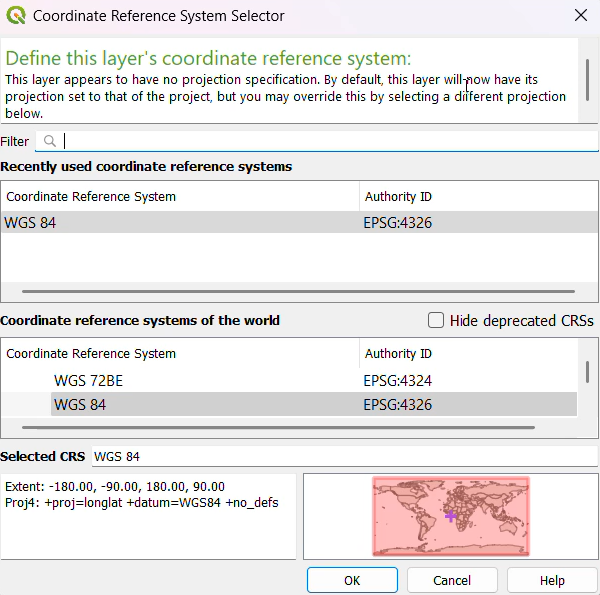 Coordinate Reference System Selector
Define this layer's coordinate reference system:
This layer appears to have no projection specification. By default, this layer will now have its
projection set to that of the project, but you may override this by selecting a different projection
below.
Filter
Recently used coordinate reference systems
Coordinate Reference System Authority ID
WGS 84 EPSG:4326
Coordinate reference systems of the world Hide deprecated CRSs
Coordinate Reference System Authority ID
WGS 72BE EPSG:4324
WGS 84 EPSG:4326
Selected CRS WGS 84
Extent: -180.00, -90.00, 180.00, 90.00
Proj4: +proj=longlat +datum=WGS84 +no_defs
OK Cancel Help